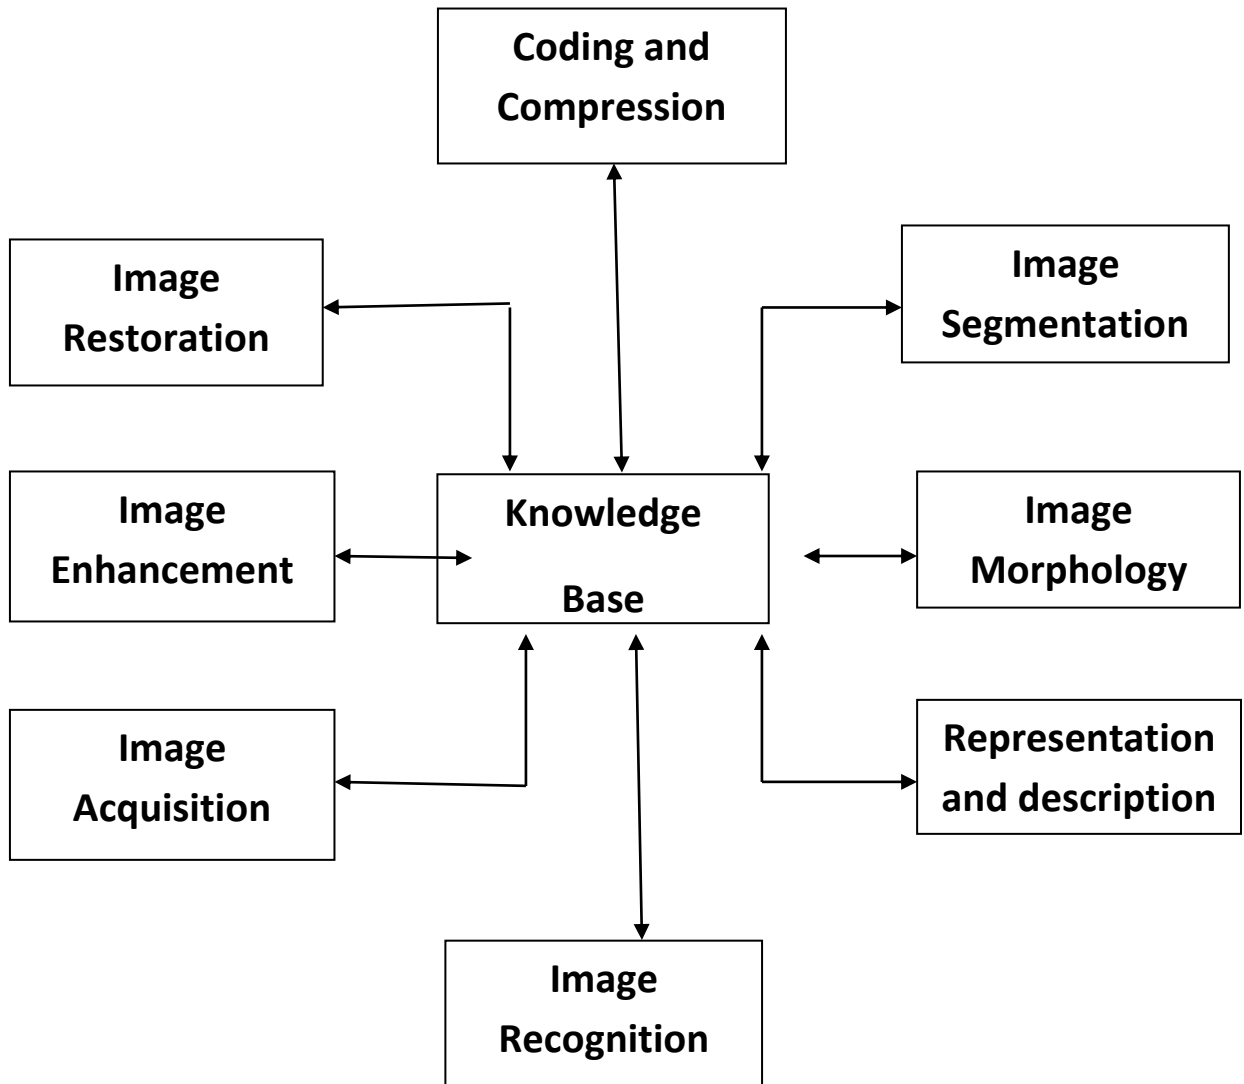 Coding and
Compression
Image
Restoration
Image
Segmentation
Image
Enhancement
Knowledge
Base
Image
Morphology
Image
Acquisition
Representation
and description
Image
Recognition